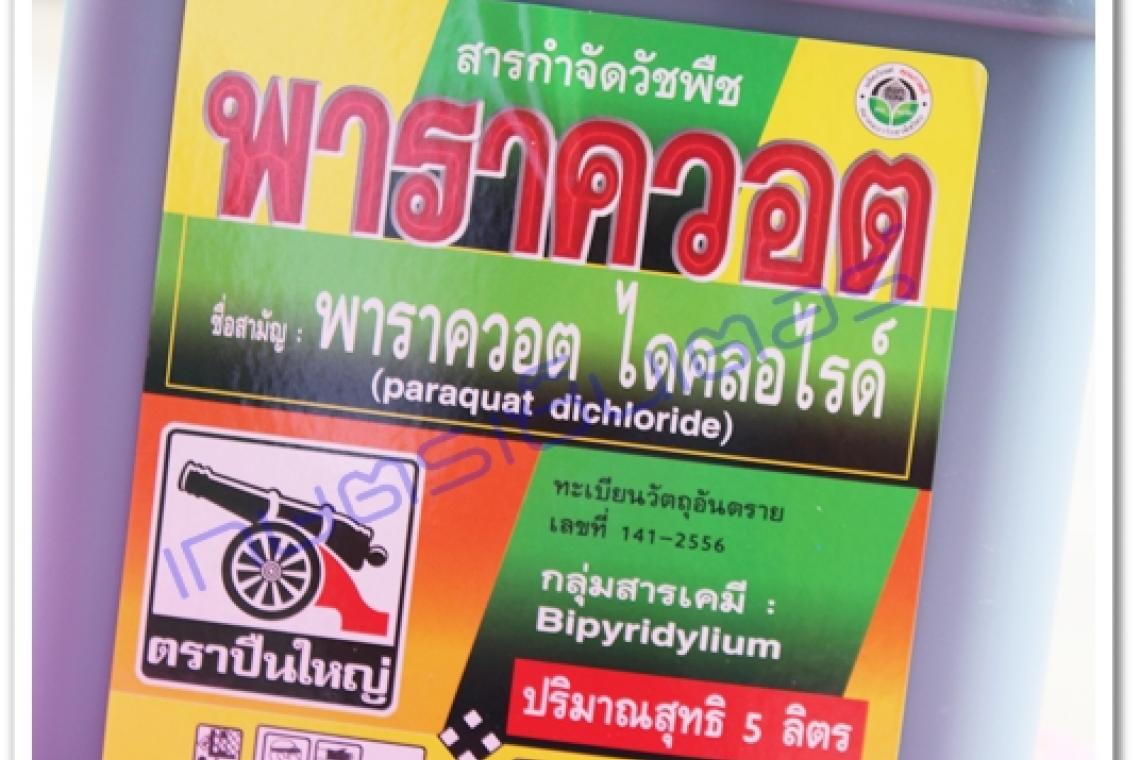 สารกำจัดวัชพืช
พาราควอต
ชื่อสามัญ : พาราควอต ไดคลอไรด์
(paraquat dichloride)
ทะเบียนวัตถุอันตราย
เลขที่ 141-2556
กลุ่มสารเคมี :
Bipyridylium
ตราปืนใหญ่
ปริมาณสุทธิ 5 ลิตร